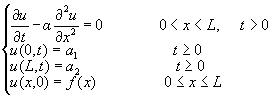 ∂u/∂t − α ∂²u/∂x² = 0    0 < x < L,    t > 0
u(0,t) = a₁    t ≥ 0
u(L,t) = a₂    t ≥ 0
u(x,0) = f(x)    0 ≤ x ≤ L